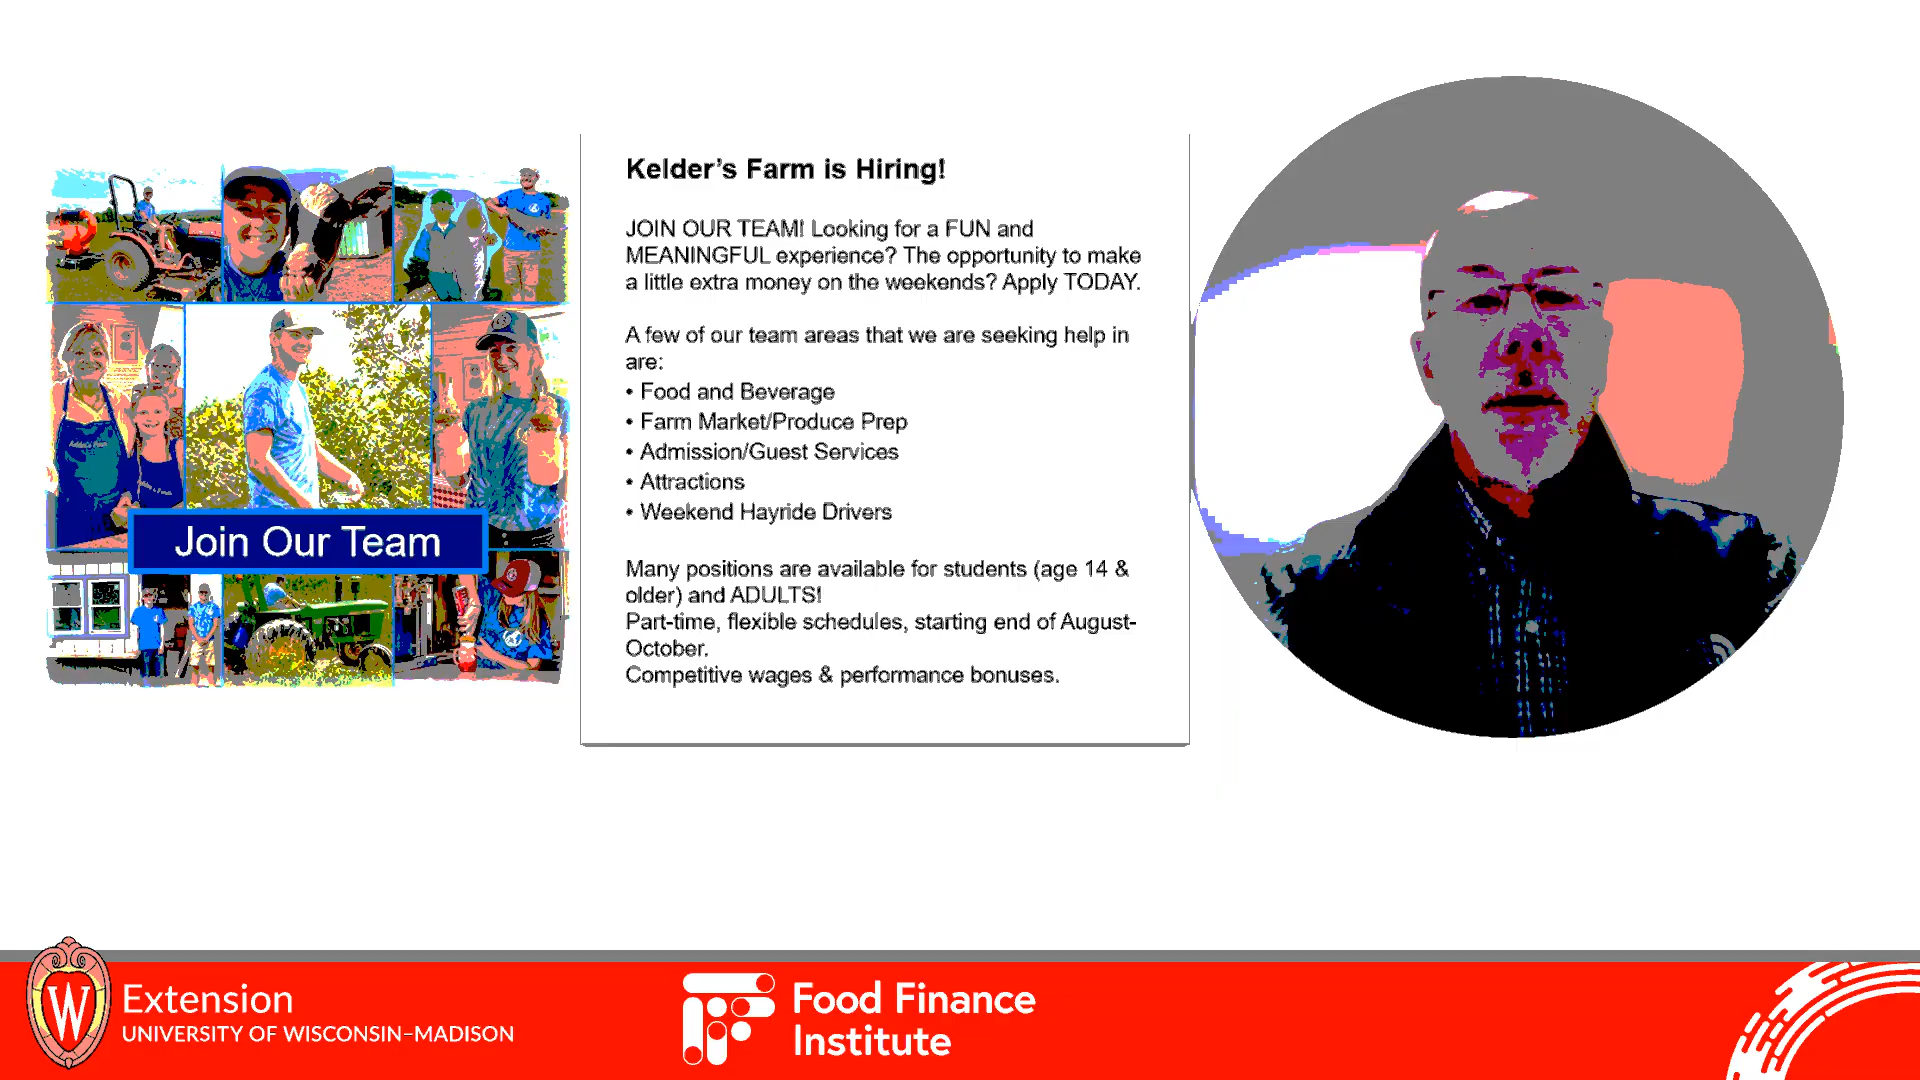 Kelder's Farm is Hiring!
JOIN OUR TEAM! Looking for a FUN and
MEANINGFUL experience? The opportunity to make
a little extra money on the weekends? Apply TODAY.
A few of our team areas that we are seeking help in
are:
• Food and Beverage
• Farm Market/Produce Prep
• Admission/Guest Services
• Attractions
• Weekend Hayride Drivers
Many positions are available for students (age 14 &
older) and ADULTS!
Part-time, flexible schedules, starting end of August-
October.
Competitive wages & performance bonuses.
Join Our Team
W
Extension
UNIVERSITY OF WISCONSIN–MADISON
Food Finance
Institute